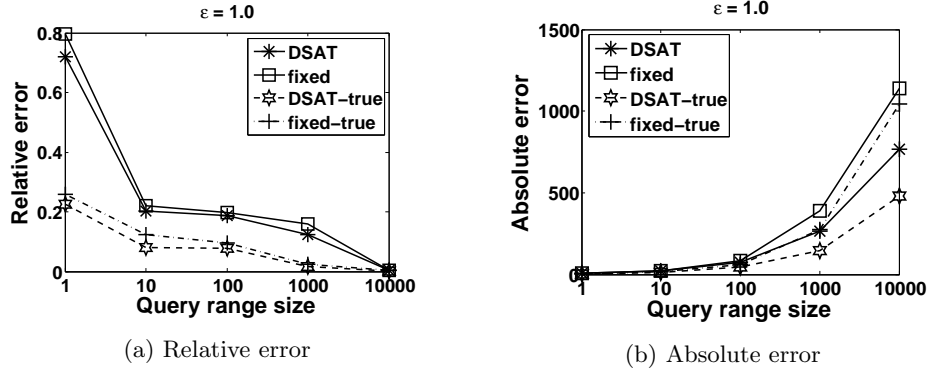 ε = 1.0
0.8
0.6
0.4
0.2
0
Relative error
DSAT
fixed
DSAT−true
fixed−true
1 10 100 1000 10000
Query range size
(a) Relative error
ε = 1.0
1500
1000
500
0
Absolute error
DSAT
fixed
DSAT−true
fixed−true
1 10 100 1000 10000
Query range size
(b) Absolute error